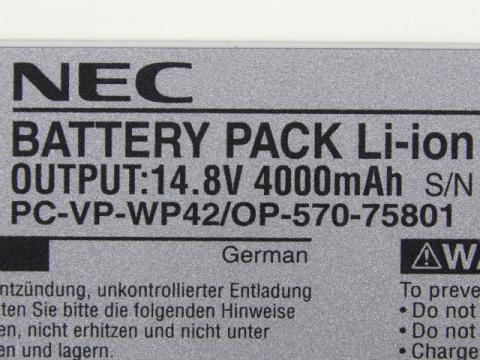 NEC
BATTERY PACK Li-ion
OUTPUT:14.8V 4000mAh S/N
PC-VP-WP42/OP-570-75801
German
ntzündung, unkontrollierter Entladung
ten Sie bitte die folgenden Hinweise
en, nicht erhitzen und nicht unter
en und lagern.
⚠WA
To preve
• Do not
• Do not
• Charge